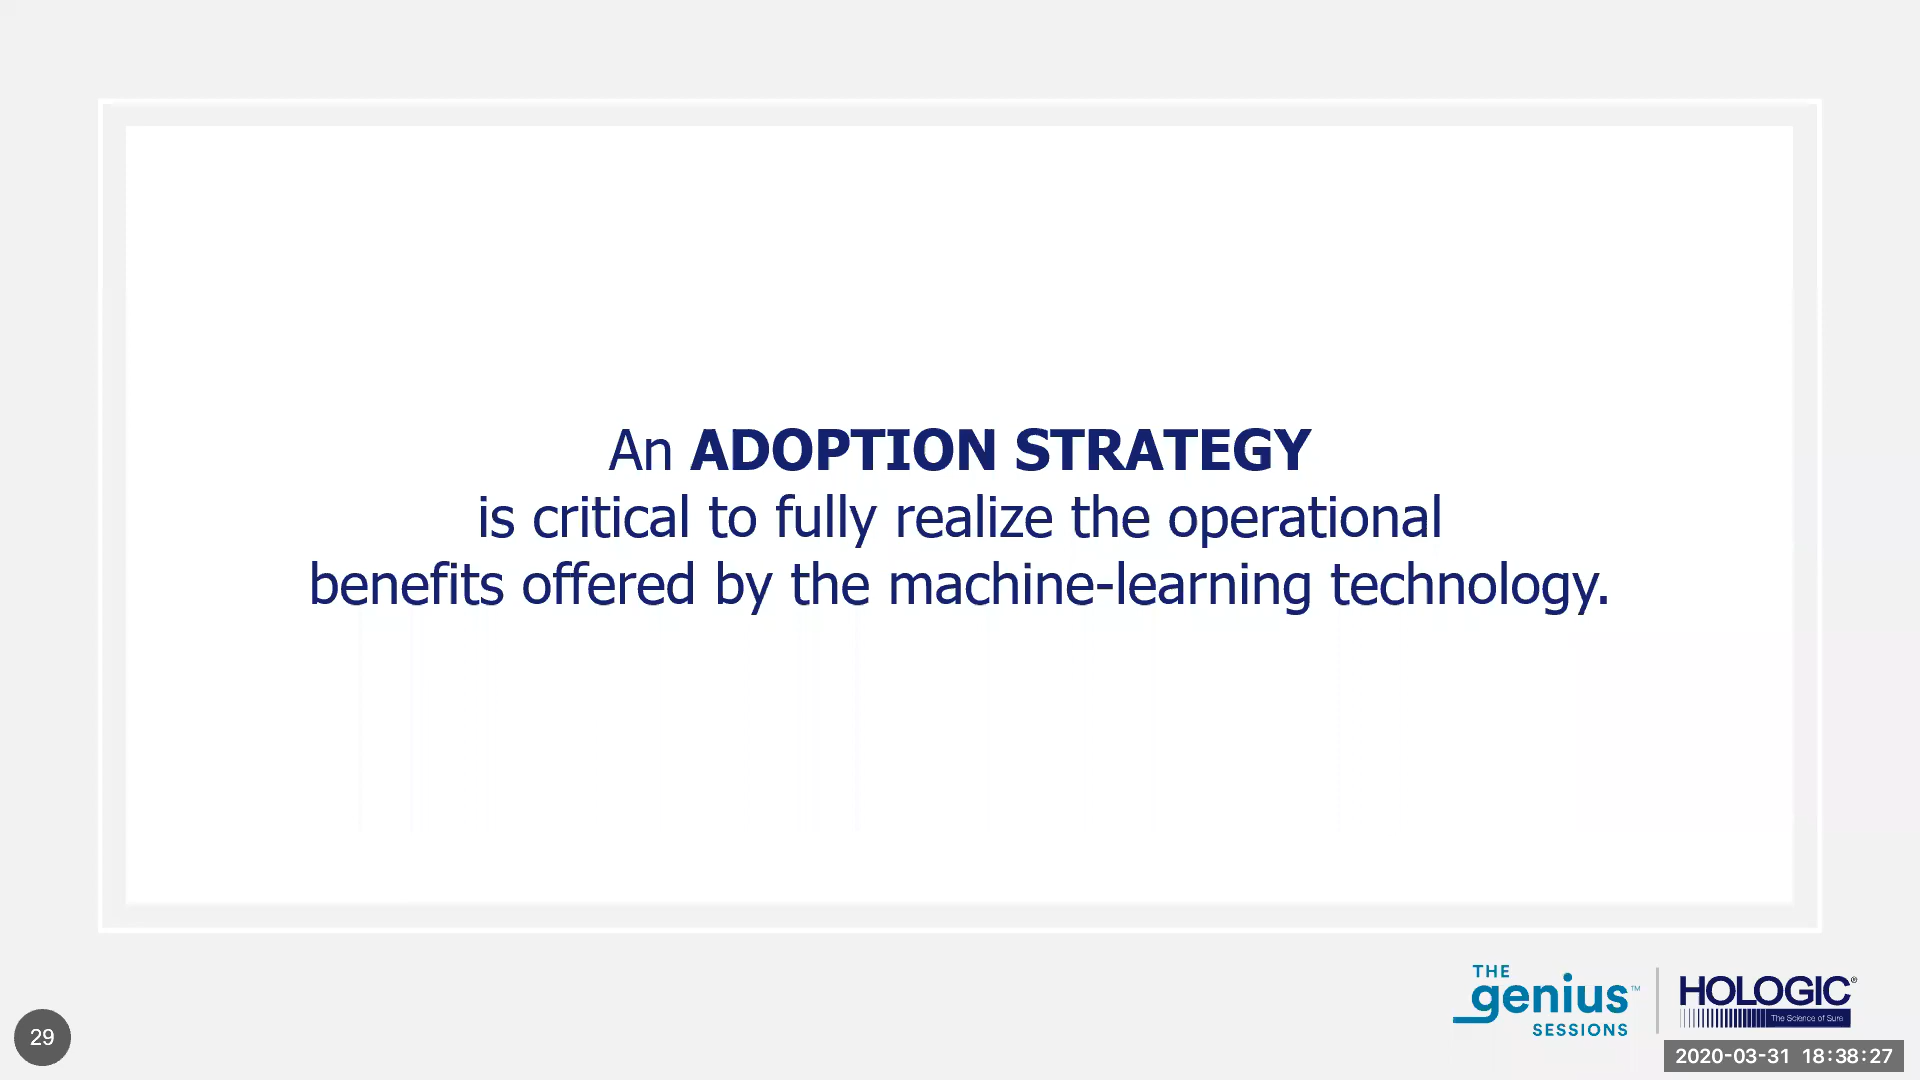 An ADOPTION STRATEGY
is critical to fully realize the operational
benefits offered by the machine-learning technology.
THE
genius™
SESSIONS
HOLOGIC®
The Science of Sure
29
2020-03-31 18:38:27